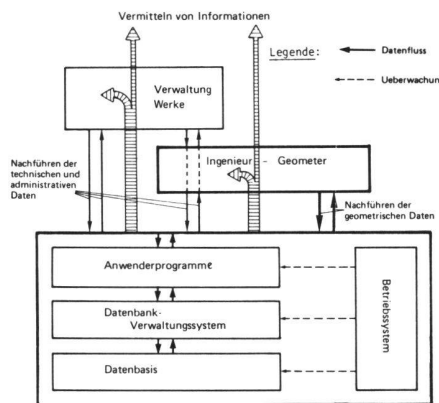 Vermitteln von Informationen
Legende:
Datenfluss
Ueberwachung
Verwaltung
Werke
Nachführen der
technischen und
administrativen
Daten
Ingenieur - Geometer
Nachführen der
geometrischen Daten
Anwenderprogramme
Datenbank-
Verwaltungssystem
Datenbasis
Betriebssystem